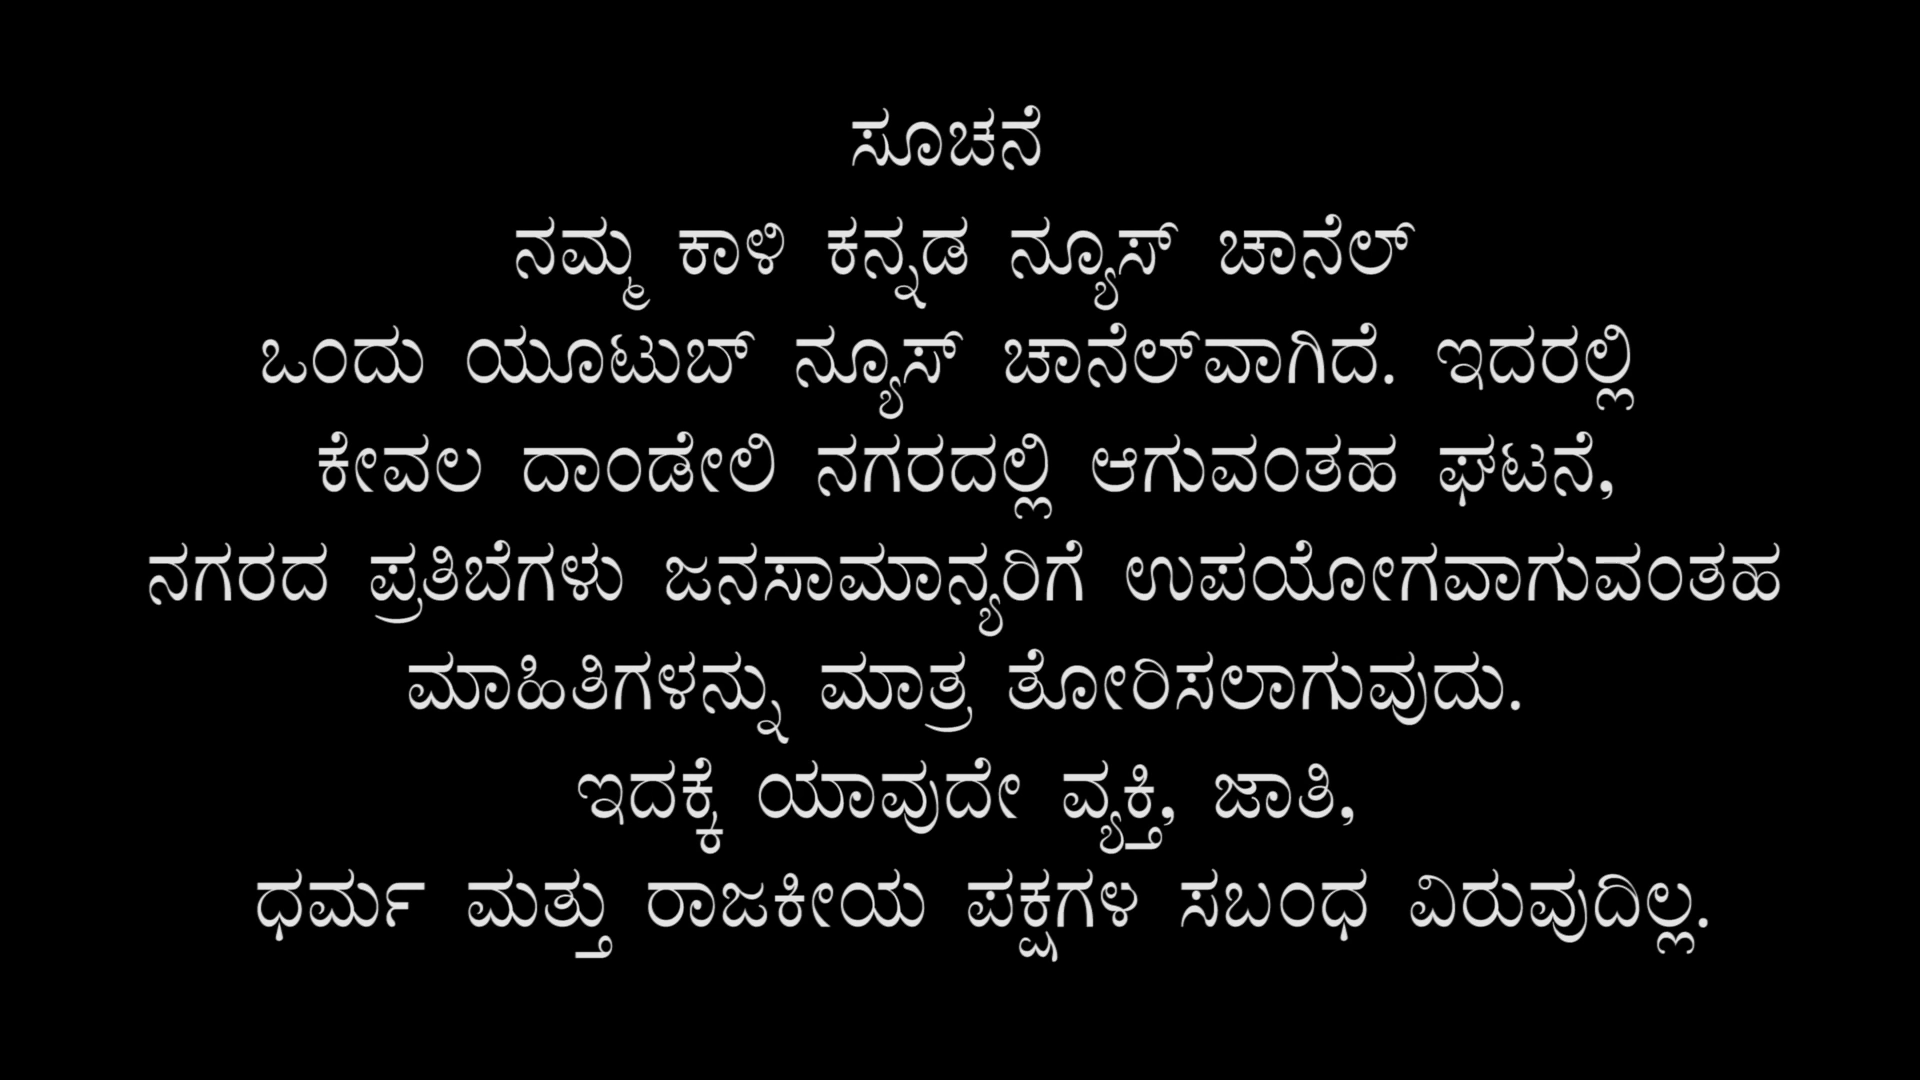 ಸೂಚನೆ
ನಮ್ಮ ಕಾಳಿ ಕನ್ನಡ ನ್ಯೂಸ್ ಚಾನೆಲ್
ಒಂದು ಯೂಟುಬ್ ನ್ಯೂಸ್ ಚಾನೆಲ್‌ವಾಗಿದೆ. ಇದರಲ್ಲಿ
ಕೇವಲ ದಾಂಡೇಲಿ ನಗರದಲ್ಲಿ ಆಗುವಂತಹ ಘಟನೆ,
ನಗರದ ಪ್ರತಿಬೆಗಳು ಜನಸಾಮಾನ್ಯರಿಗೆ ಉಪಯೋಗವಾಗುವಂತಹ
ಮಾಹಿತಿಗಳನ್ನು ಮಾತ್ರ ತೋರಿಸಲಾಗುವುದು.
ಇದಕ್ಕೆ ಯಾವುದೇ ವ್ಯಕ್ತಿ, ಜಾತಿ,
ಧರ್ಮ ಮತ್ತು ರಾಜಕೀಯ ಪಕ್ಷಗಳ ಸಬಂಧ ವಿರುವುದಿಲ್ಲ.